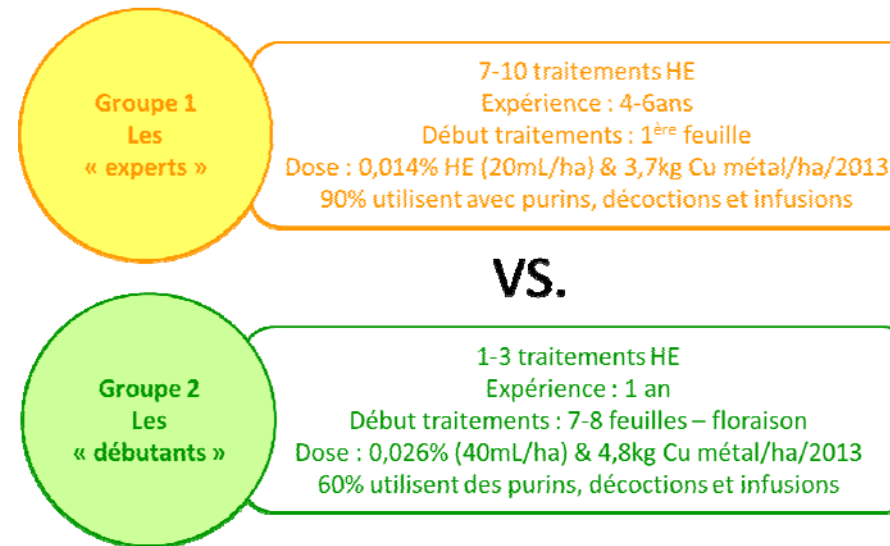 Groupe 1
Les
« experts »
7-10 traitements HE
Expérience : 4-6ans
Début traitements : 1ère feuille
Dose : 0,014% HE (20mL/ha) & 3,7kg Cu métal/ha/2013
90% utilisent avec purins, décoctions et infusions
VS.
Groupe 2
Les
« débutants »
1-3 traitements HE
Expérience : 1 an
Début traitements : 7-8 feuilles – floraison
Dose : 0,026% (40mL/ha) & 4,8kg Cu métal/ha/2013
60% utilisent des purins, décoctions et infusions